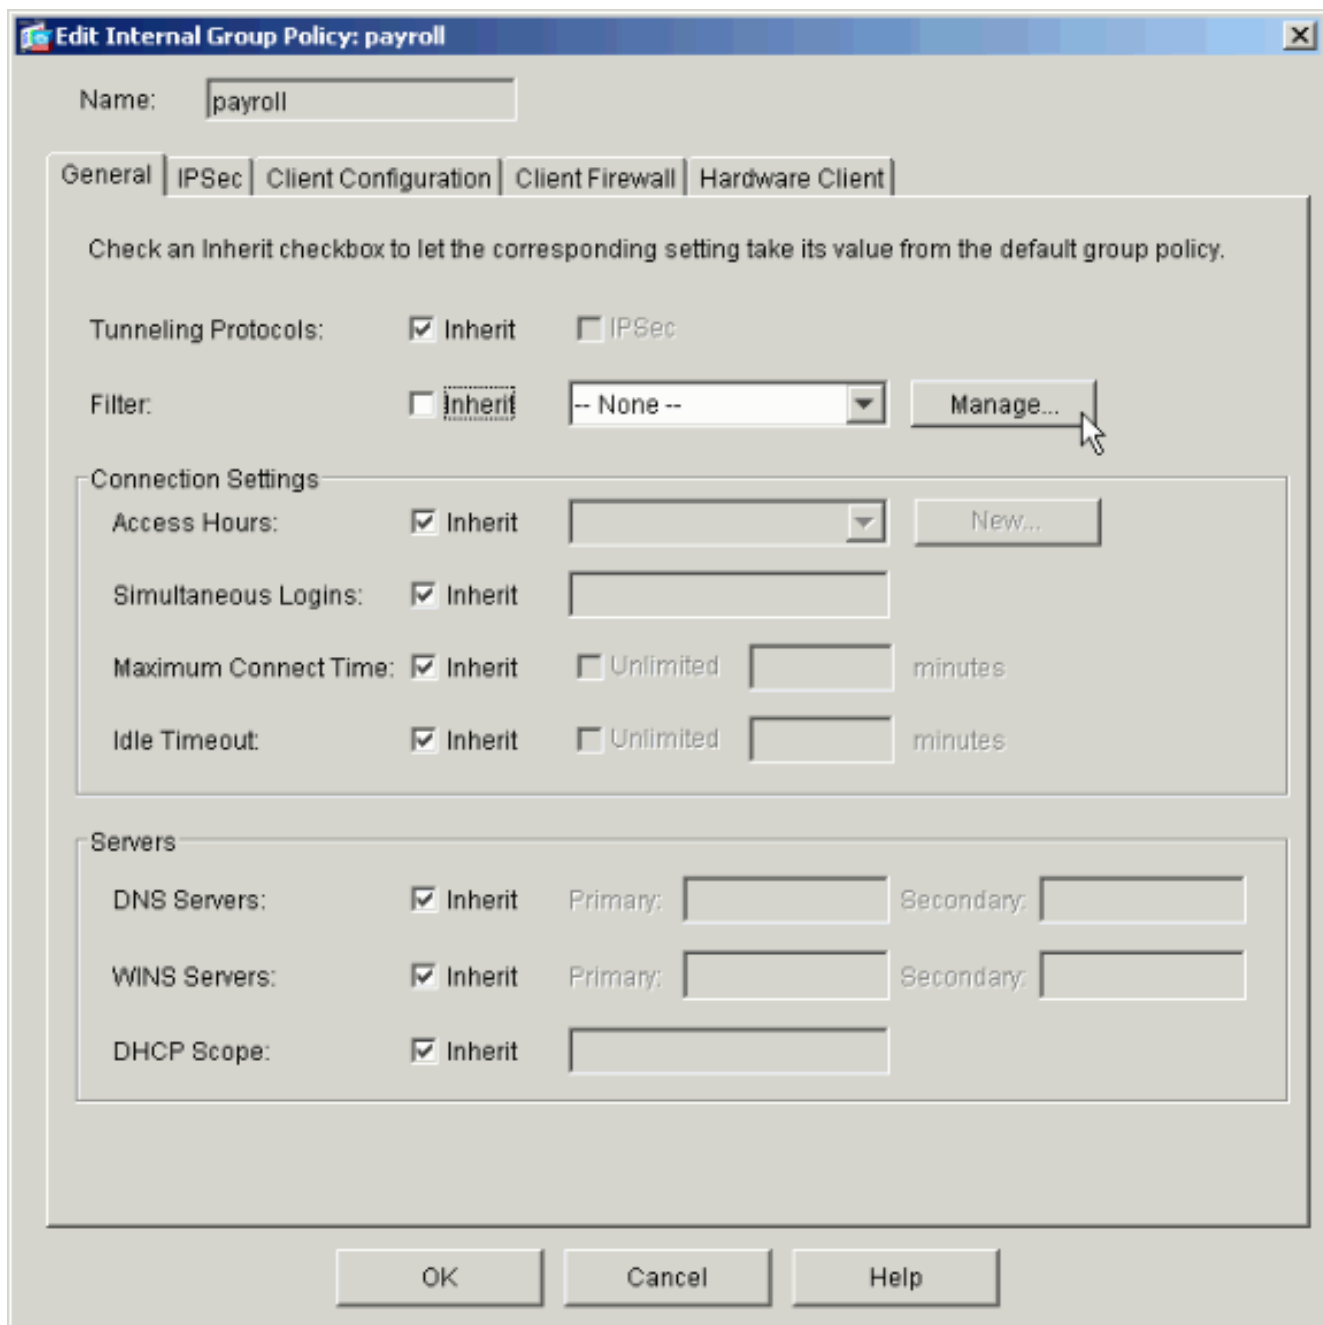 Edit Internal Group Policy: payroll
Name: payroll
General IPSec Client Configuration Client Firewall Hardware Client
Check an Inherit checkbox to let the corresponding setting take its value from the default group policy.
Tunneling Protocols: Inherit IPSec
Filter: Inherit -- None -- Manage...
Connection Settings
Access Hours: Inherit New...
Simultaneous Logins: Inherit
Maximum Connect Time: Inherit Unlimited minutes
Idle Timeout: Inherit Unlimited minutes
Servers
DNS Servers: Inherit Primary: Secondary:
WINS Servers: Inherit Primary: Secondary:
DHCP Scope: Inherit
OK Cancel Help